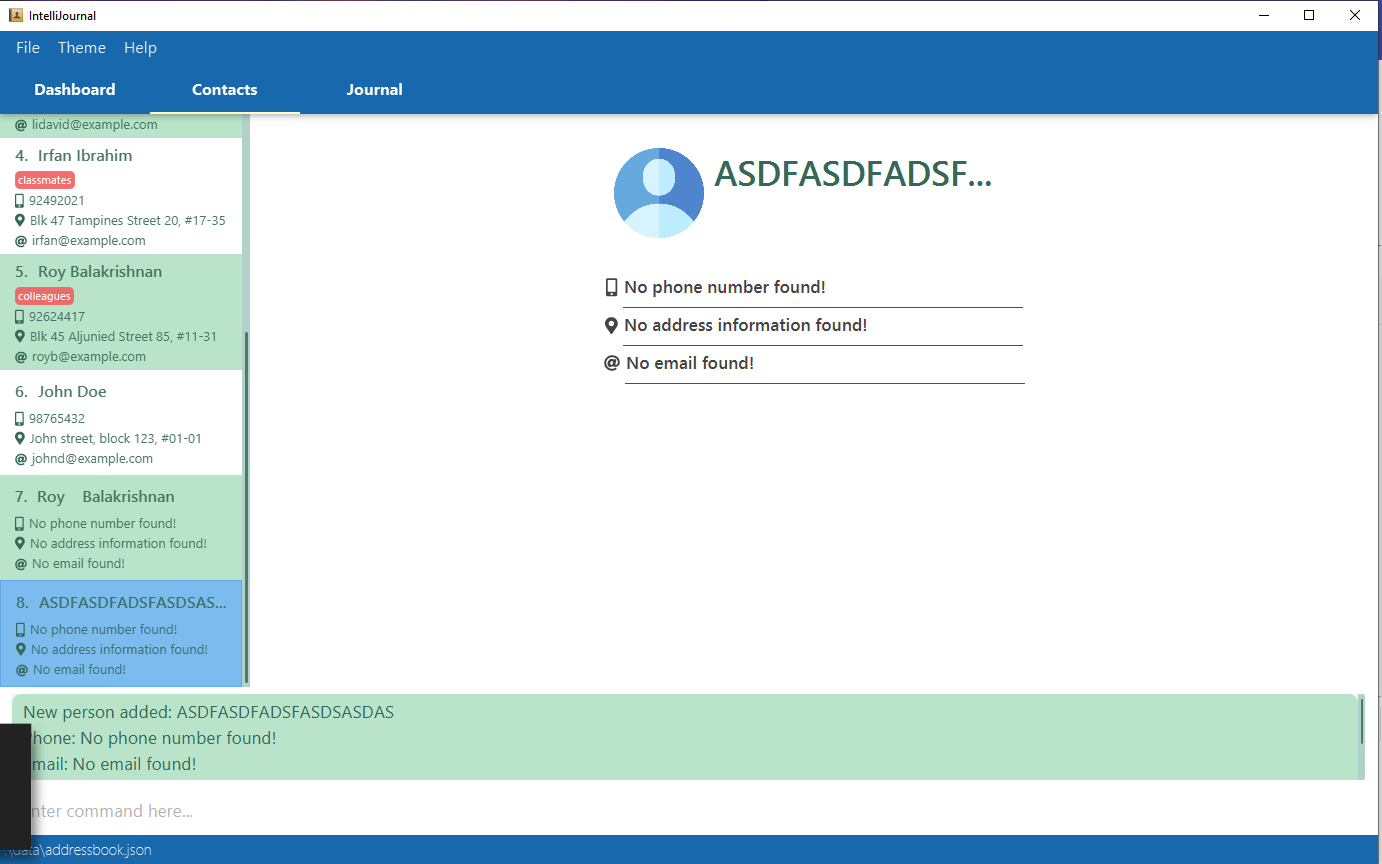 IntelliJournal
File Theme Help
Dashboard Contacts Journal
@ lidavid@example.com
4. Irfan Ibrahim
classmates
92492021
Blk 47 Tampines Street 20, #17-35
@ irfan@example.com
5. Roy Balakrishnan
colleagues
92624417
Blk 45 Aljunied Street 85, #11-31
@ royb@example.com
6. John Doe
98765432
John street, block 123, #01-01
@ johnd@example.com
7. Roy Balakrishnan
No phone number found!
No address information found!
@ No email found!
8. ASDFASDFADSFASDSAS...
No phone number found!
No address information found!
@ No email found!
ASDFASDFADSF...
No phone number found!
No address information found!
@ No email found!
New person added: ASDFASDFADSFASDSASDAS
hone: No phone number found!
mail: No email found!
nter command here...
.\data\addressbook.json